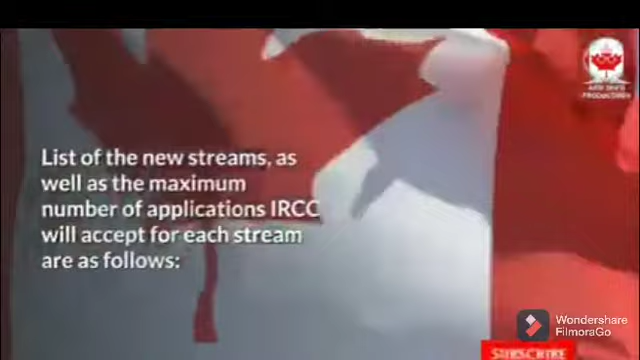 List of the new streams, as
well as the maximum
number of applications IRCC
will accept for each stream
are as follows:
PRODUCTIONS
Wondershare
FilmoraGo
SUBSCRIBE